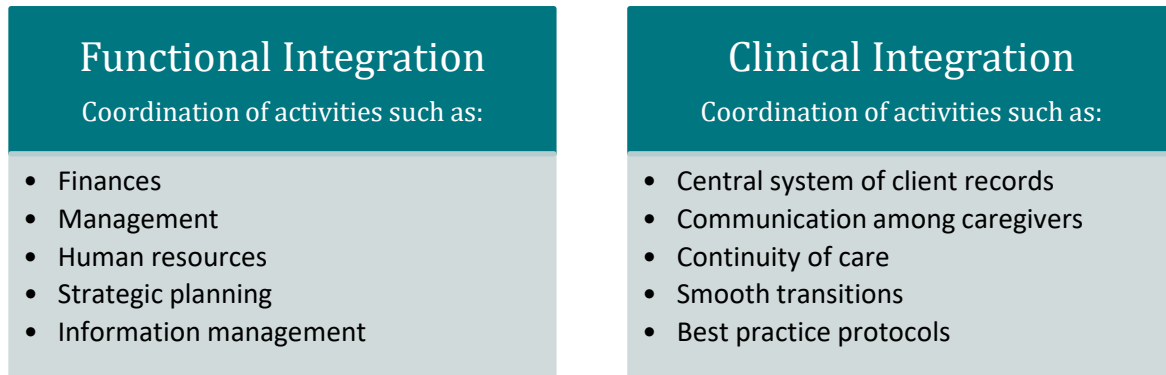 Functional Integration
Coordination of activities such as:
• Finances
• Management
• Human resources
• Strategic planning
• Information management
Clinical Integration
Coordination of activities such as:
• Central system of client records
• Communication among caregivers
• Continuity of care
• Smooth transitions
• Best practice protocols